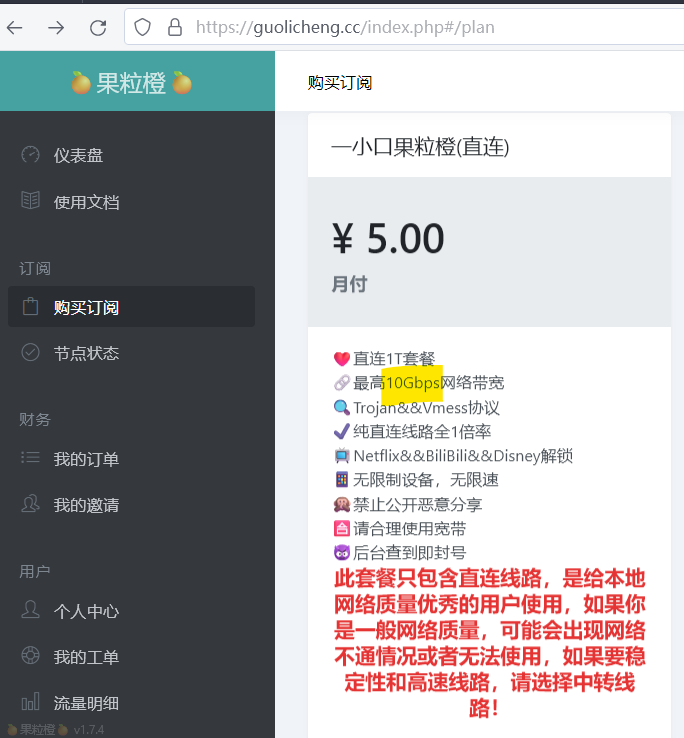 https://guolicheng.cc/index.php#/plan
果粒橙
购买订阅
仪表盘
使用文档
订阅
购买订阅
节点状态
财务
我的订单
我的邀请
用户
个人中心
我的工单
流量明细
果粒橙 v1.7.4
一小口果粒橙(直连)
¥ 5.00
月付
直连1T套餐
最高10Gbps网络带宽
Trojan&&Vmess协议
纯直连线路全1倍率
Netflix&&BiliBili&&Disney解锁
无限制设备，无限速
禁止公开恶意分享
请合理使用宽带
后台查到即封号
此套餐只包含直连线路，是给本地
网络质量优秀的用户使用，如果你
是一般网络质量，可能会出现网络
不通情况或者无法使用，如果要稳
定性和高速线路，请选择中转线
路！